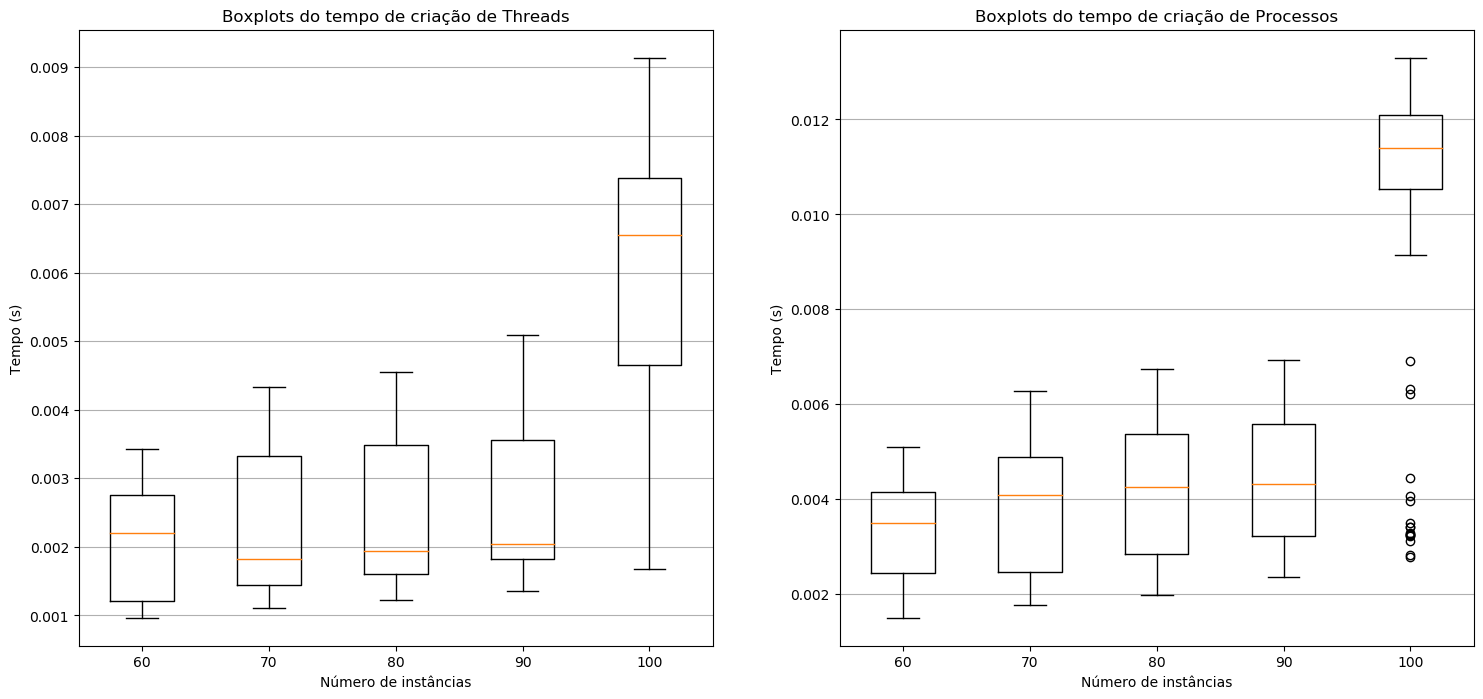 Boxplots do tempo de criação de Threads
Tempo (s)
0.009
0.008
0.007
0.006
0.005
0.004
0.003
0.002
0.001
60 70 80 90 100
Número de instâncias
Boxplots do tempo de criação de Processos
Tempo (s)
0.012
0.010
0.008
0.006
0.004
0.002
60 70 80 90 100
Número de instâncias